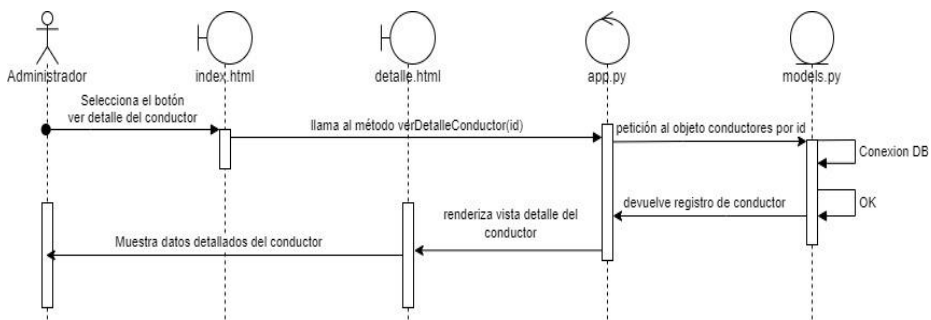 Administrador
index.html
detalle.html
app.py
models.py
Selecciona el botón
ver detalle del conductor
llama al método verDetalleConductor(id)
petición al objeto conductores por id
Conexion DB
OK
devuelve registro de conductor
renderiza vista detalle del
conductor
Muestra datos detallados del conductor